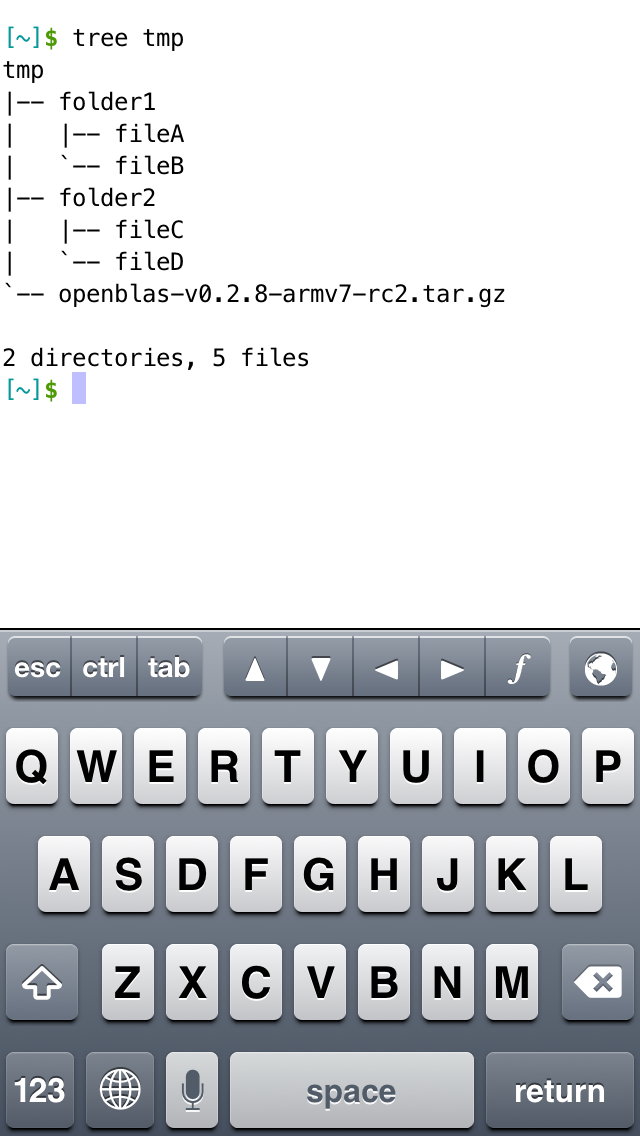 [~]$ tree tmp
tmp
|-- folder1
|   |-- fileA
|   `-- fileB
|-- folder2
|   |-- fileC
|   `-- fileD
`-- openblas-v0.2.8-armv7-rc2.tar.gz

2 directories, 5 files
[~]$
esc ctrl tab ▲ ▼ ◀ ▶ f
Q W E R T Y U I O P
A S D F G H J K L
Z X C V B N M
123 space return